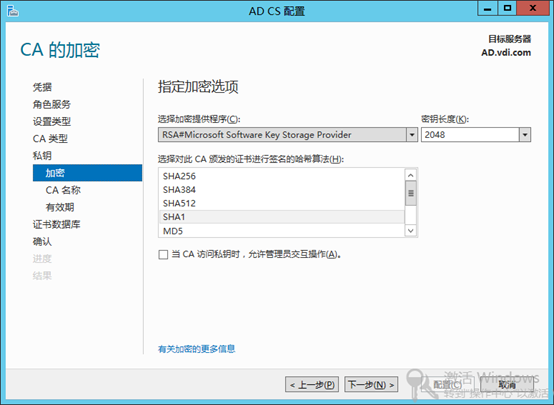 AD CS 配置
CA 的加密
目标服务器
AD.vdi.com
凭据
角色服务
设置类型
CA 类型
私钥
加密
CA 名称
有效期
证书数据库
确认
进度
结果
指定加密选项
选择加密提供程序(C):
密钥长度(K):
RSA#Microsoft Software Key Storage Provider
2048
选择对此 CA 颁发的证书进行签名的哈希算法(H):
SHA256
SHA384
SHA512
SHA1
MD5
当 CA 访问私钥时，允许管理员交互操作(A)。
有关加密的更多信息
< 上一步(P)
下一步(N) >
配置(C)
取消
激活 Windows
转到"操作中心"以激活